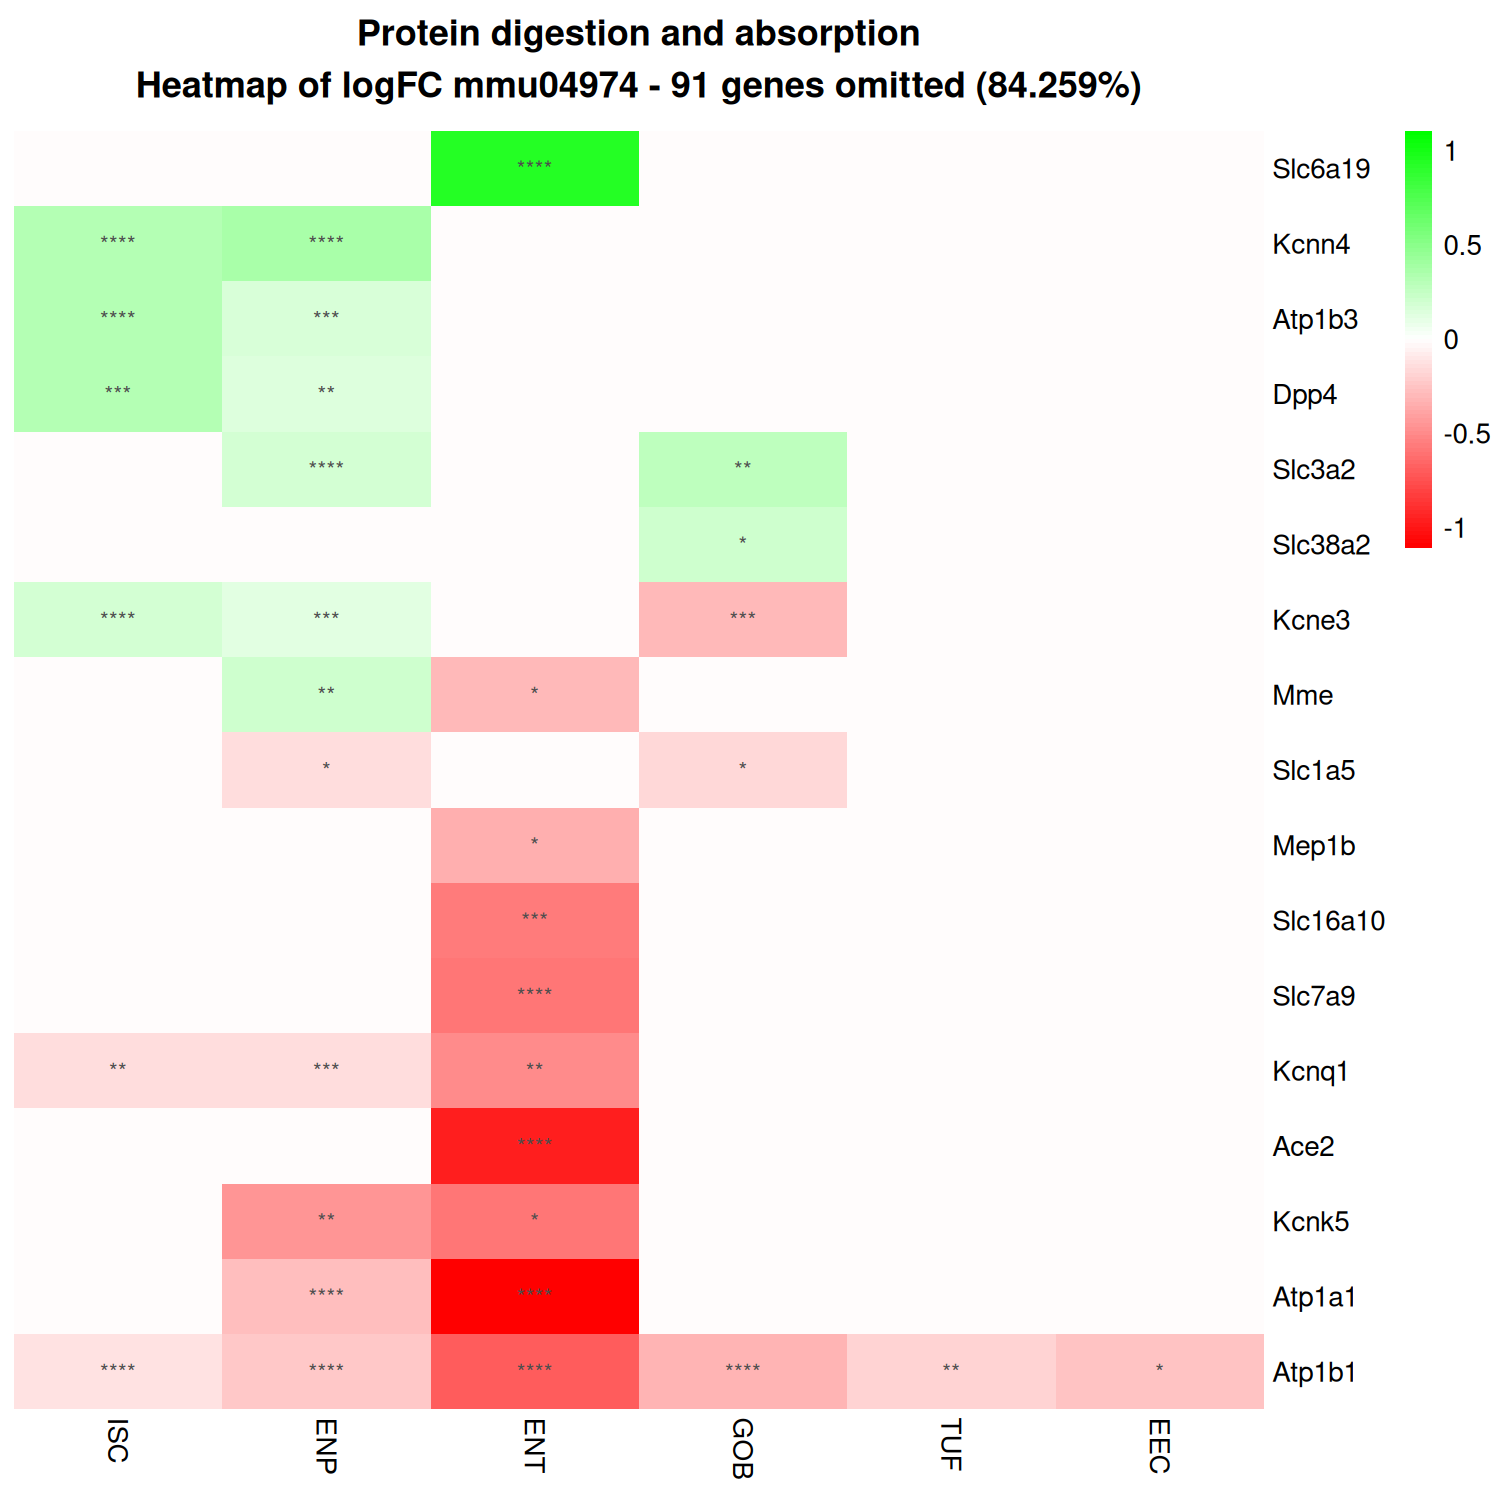 Protein digestion and absorption
Heatmap of logFC mmu04974 - 91 genes omitted (84.259%)
**** Slc6a19
**** **** Kcnn4
**** *** Atp1b3
*** ** Dpp4
**** ** Slc3a2
* Slc38a2
**** *** *** Kcne3
** * Mme
* * Slc1a5
* Mep1b
*** Slc16a10
**** Slc7a9
** *** ** Kcnq1
**** Ace2
** * Kcnk5
**** **** Atp1a1
**** **** **** **** ** * Atp1b1
ISC ENP ENT GOB TUF EEC
1
0.5
0
-0.5
-1